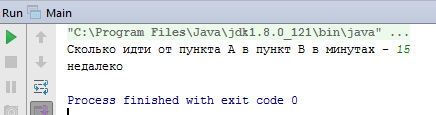 Run Main
"C:\Program Files\Java\jdk1.8.0_121\bin\java" ...
Сколько идти от пункта А в пункт В в минутах - 15
недалеко
Process finished with exit code 0